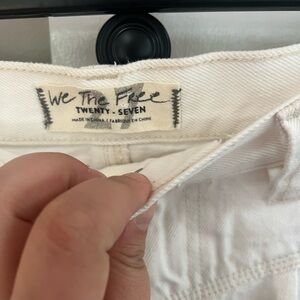 We The Free
TWENTY - SEVEN
MADE IN CHINA / FABRIQUÉ EN CHINE